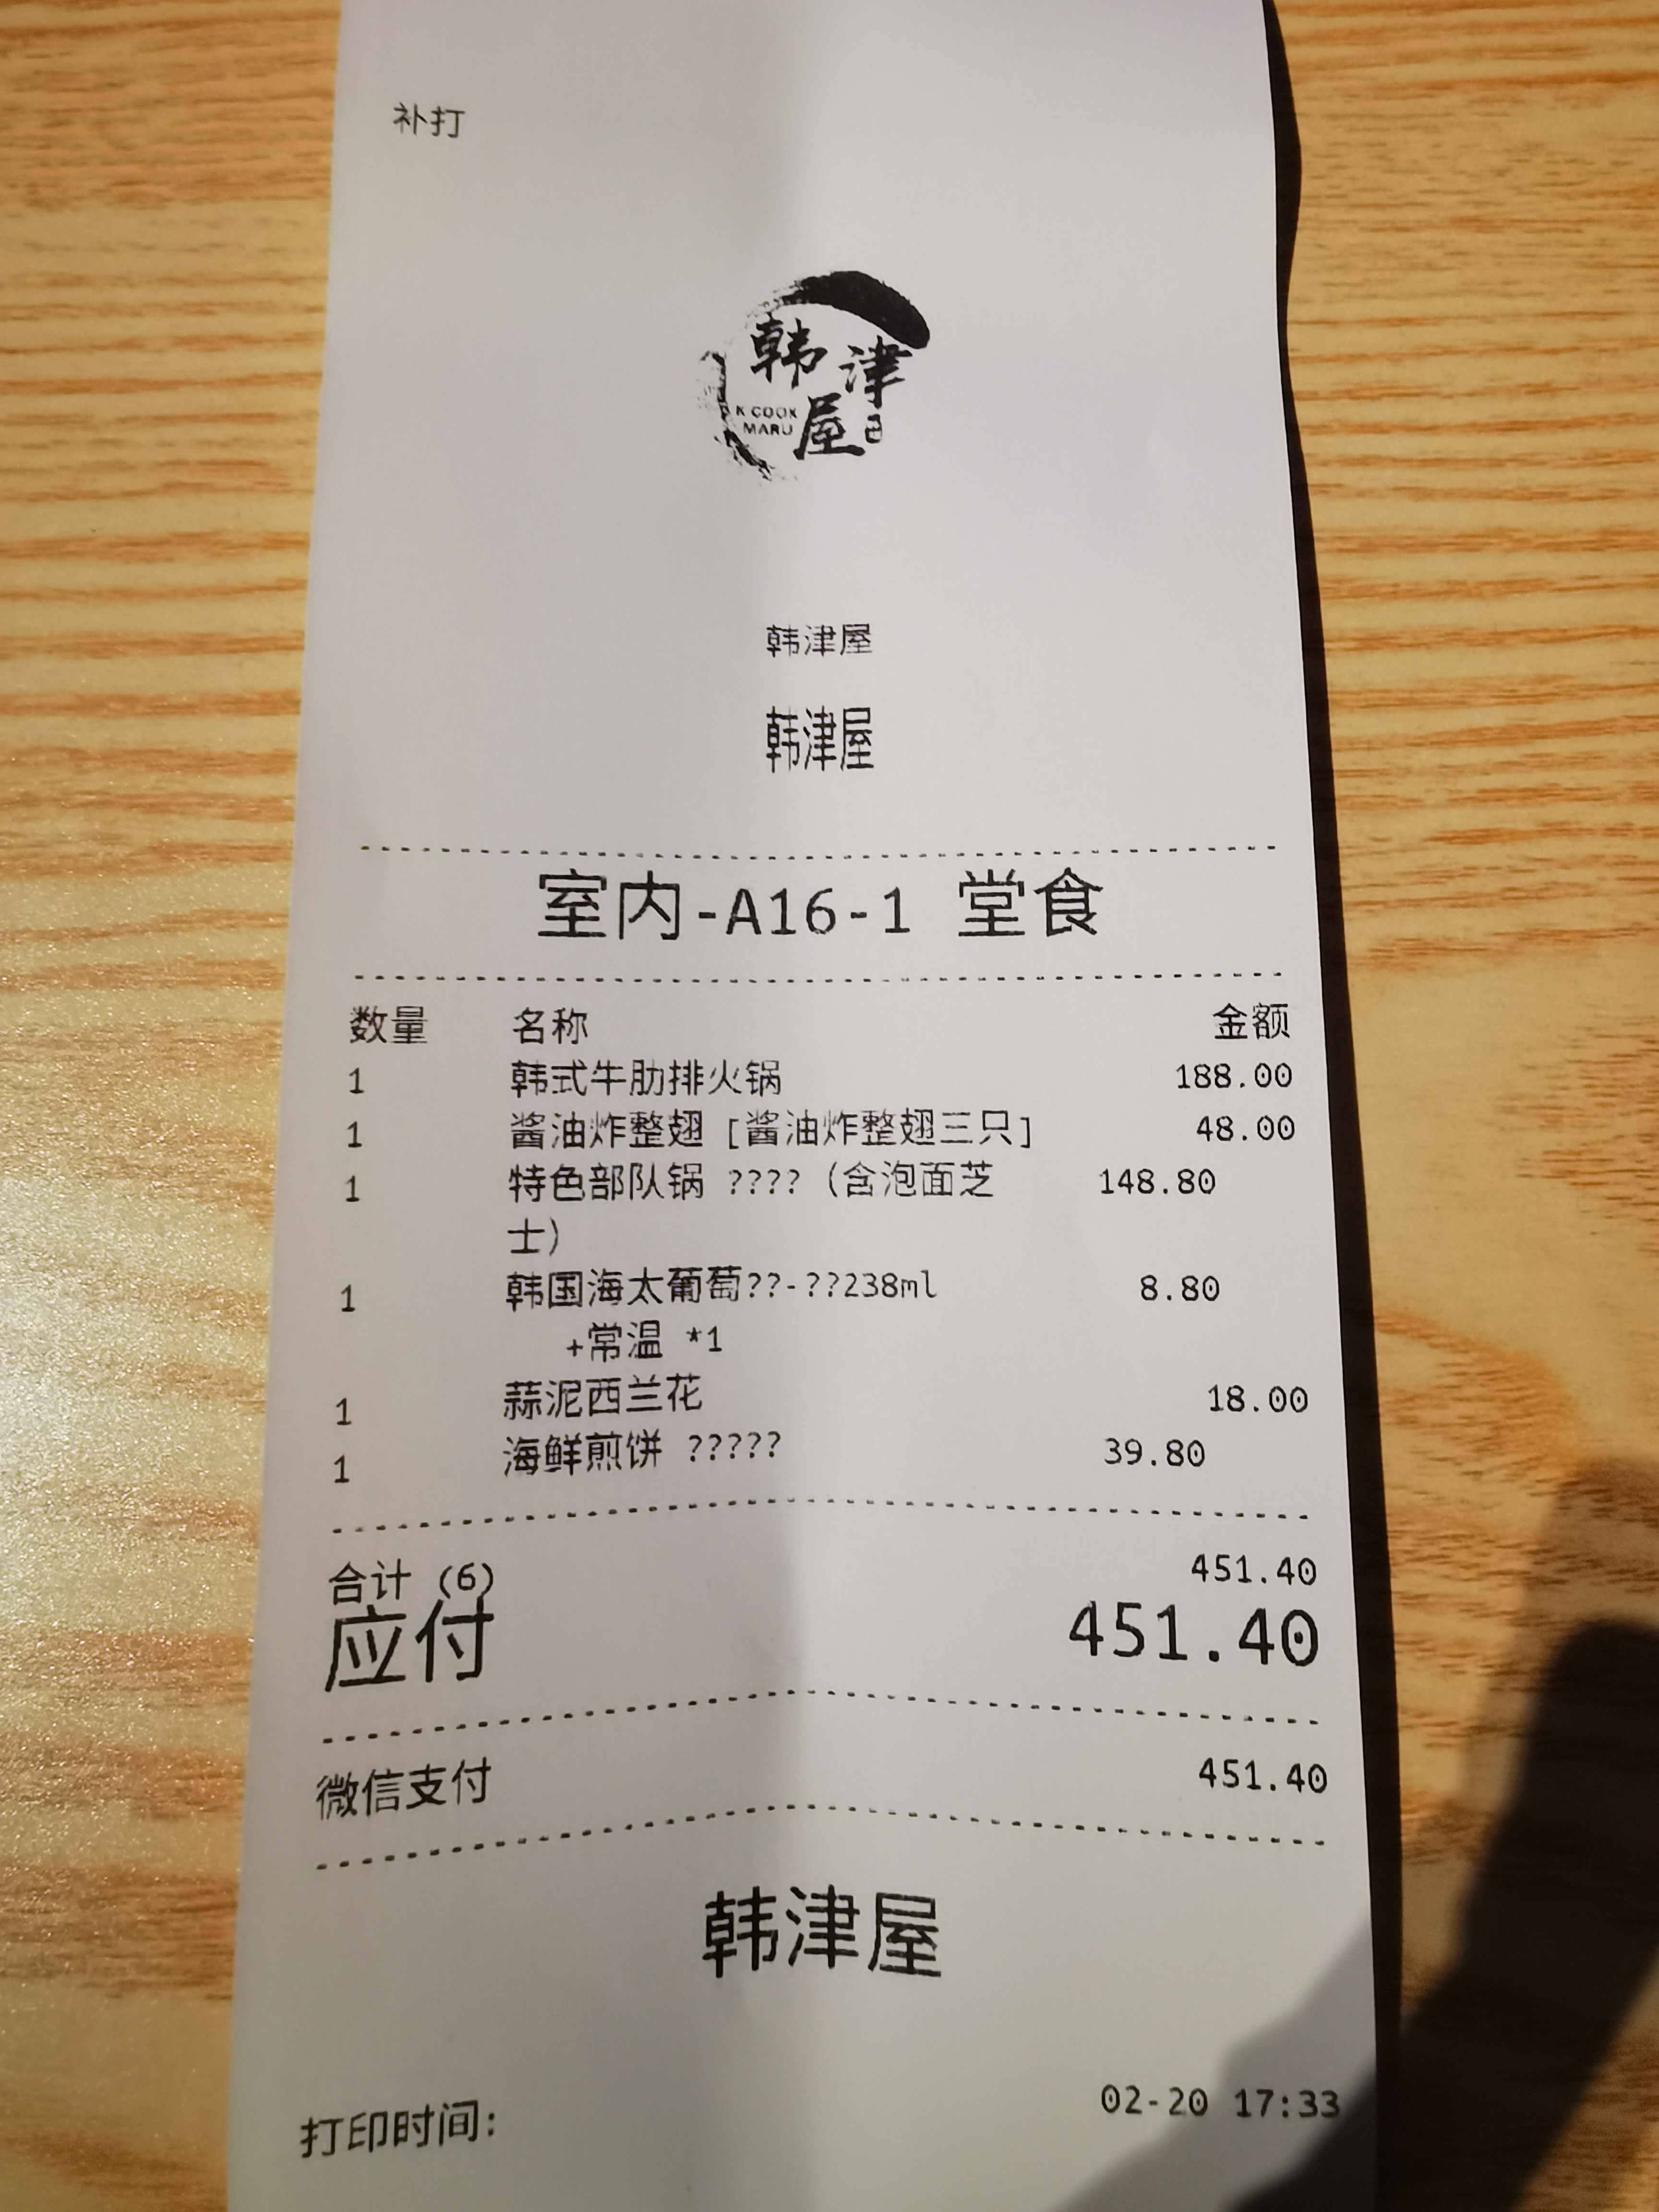 补打
韩津
K COOK
MARU 屋
韩津屋
韩津屋
室内-A16-1 堂食
数量 名称 金额
1 韩式牛肋排火锅 188.00
1 酱油炸整翅 [酱油炸整翅三只] 48.00
1 特色部队锅 ????（含泡面芝 148.80
士）
1 韩国海太葡萄??-??238ml 8.80
+常温 *1
1 蒜泥西兰花 18.00
1 海鲜煎饼 ????? 39.80
合计 (6) 451.40
应付 451.40
微信支付 451.40
韩津屋
打印时间: 02-20 17:33